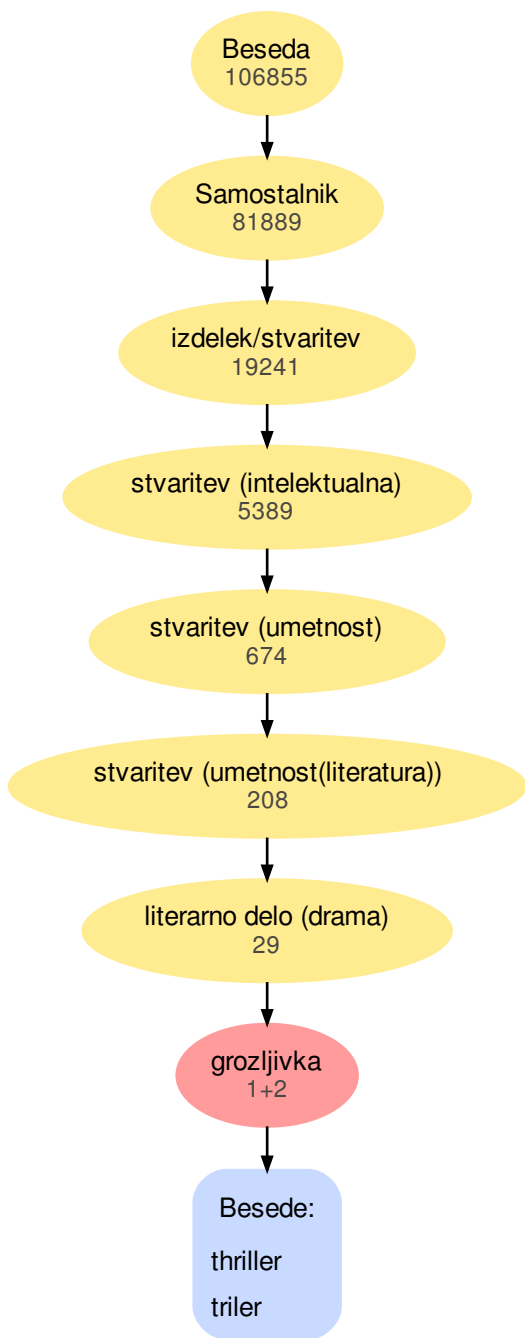 Beseda
106855
Samostalnik
81889
izdelek/stvaritev
19241
stvaritev (intelektualna)
5389
stvaritev (umetnost)
674
stvaritev (umetnost(literatura))
208
literarno delo (drama)
29
grozljivka
1+2
Besede:
thriller
triler